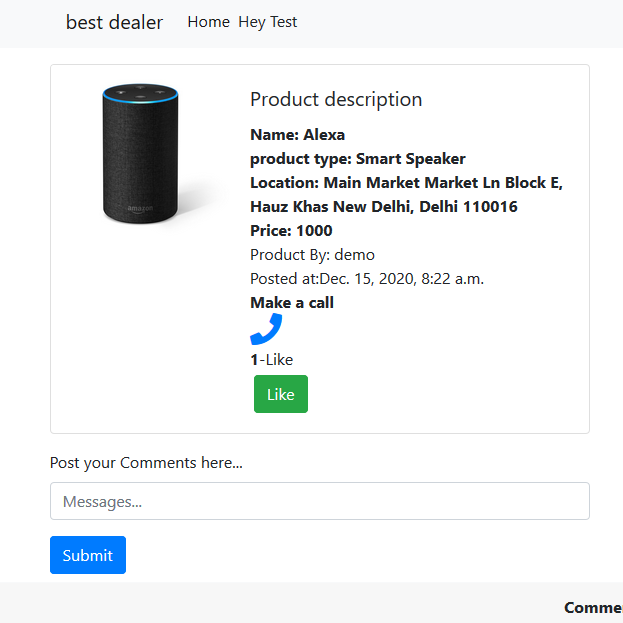 best dealer Home Hey Test
amazon
Product description
Name: Alexa
product type: Smart Speaker
Location: Main Market Market Ln Block E,
Hauz Khas New Delhi, Delhi 110016
Price: 1000
Product By: demo
Posted at:Dec. 15, 2020, 8:22 a.m.
Make a call
1-Like
Like
Post your Comments here...
Messages...
Submit